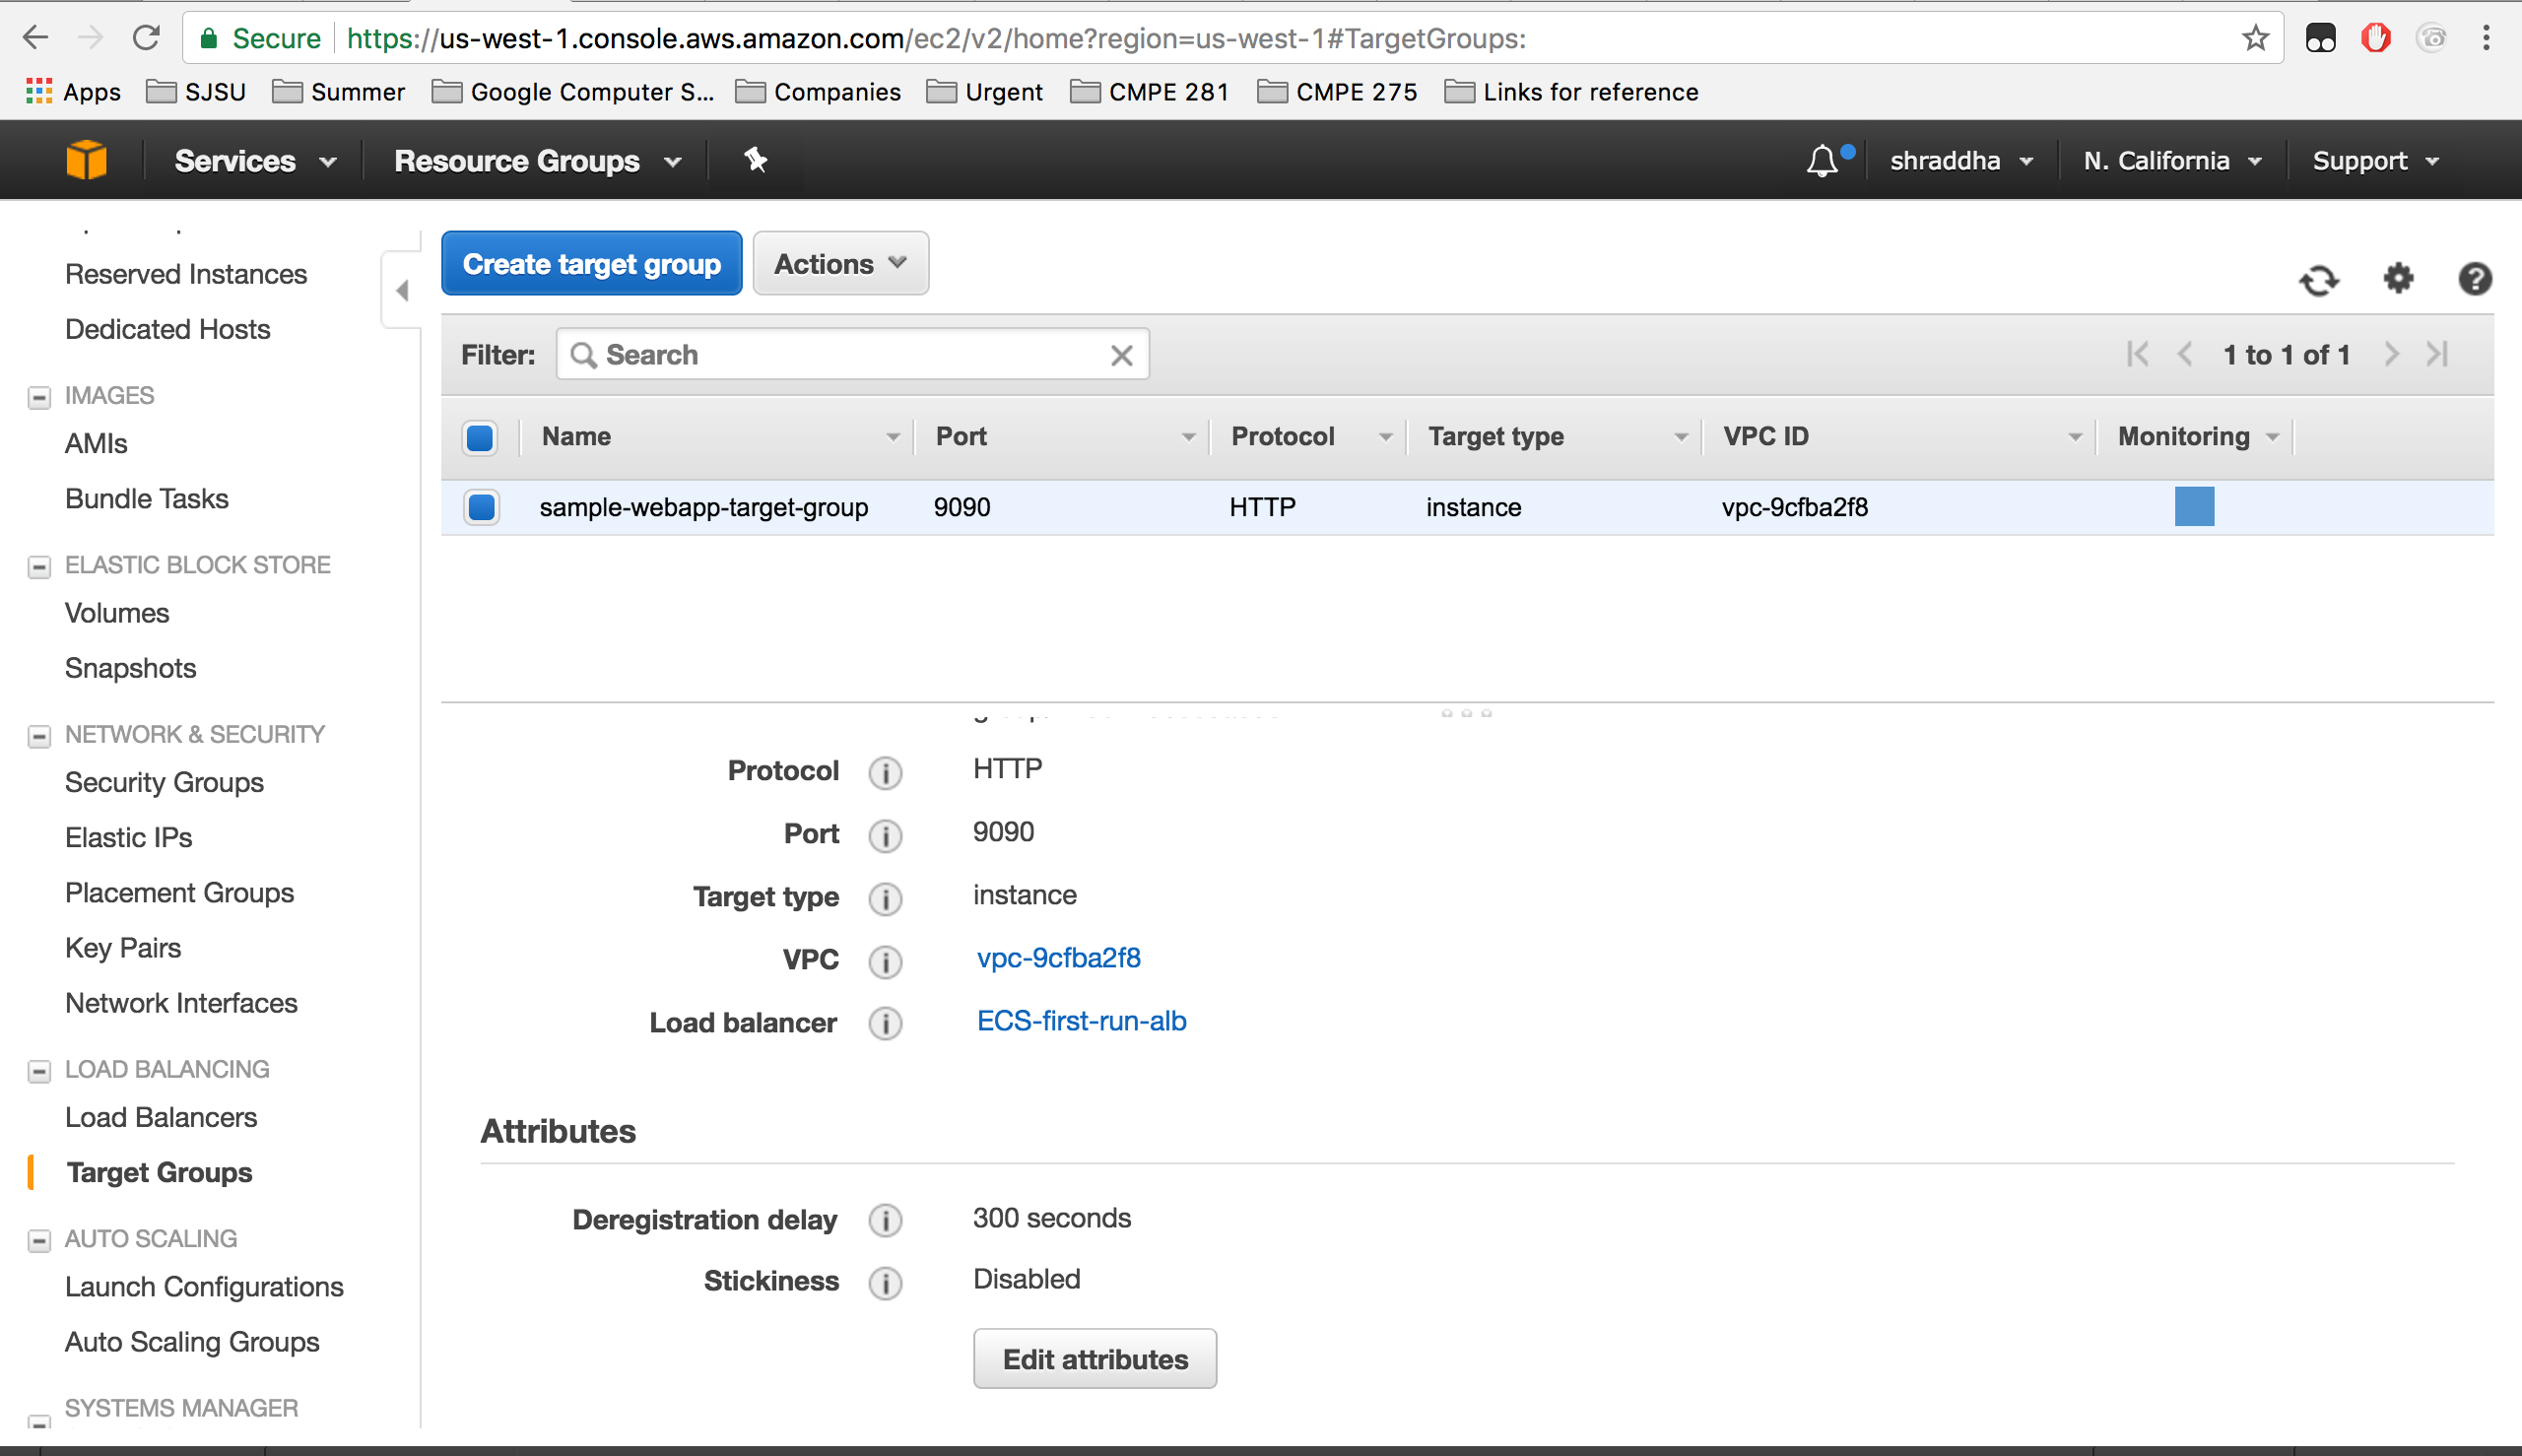 Secure https://us-west-1.console.aws.amazon.com/ec2/v2/home?region=us-west-1#TargetGroups:
Apps SJSU Summer Google Computer S... Companies Urgent CMPE 281 CMPE 275 Links for reference
Services Resource Groups shraddha N. California Support
Reserved Instances
Dedicated Hosts
IMAGES
AMIs
Bundle Tasks
ELASTIC BLOCK STORE
Volumes
Snapshots
NETWORK & SECURITY
Security Groups
Elastic IPs
Placement Groups
Key Pairs
Network Interfaces
LOAD BALANCING
Load Balancers
Target Groups
AUTO SCALING
Launch Configurations
Auto Scaling Groups
SYSTEMS MANAGER
Create target group Actions
Filter: Search 1 to 1 of 1
Name Port Protocol Target type VPC ID Monitoring
sample-webapp-target-group 9090 HTTP instance vpc-9cfba2f8
Protocol HTTP
Port 9090
Target type instance
VPC vpc-9cfba2f8
Load balancer ECS-first-run-alb
Attributes
Deregistration delay 300 seconds
Stickiness Disabled
Edit attributes